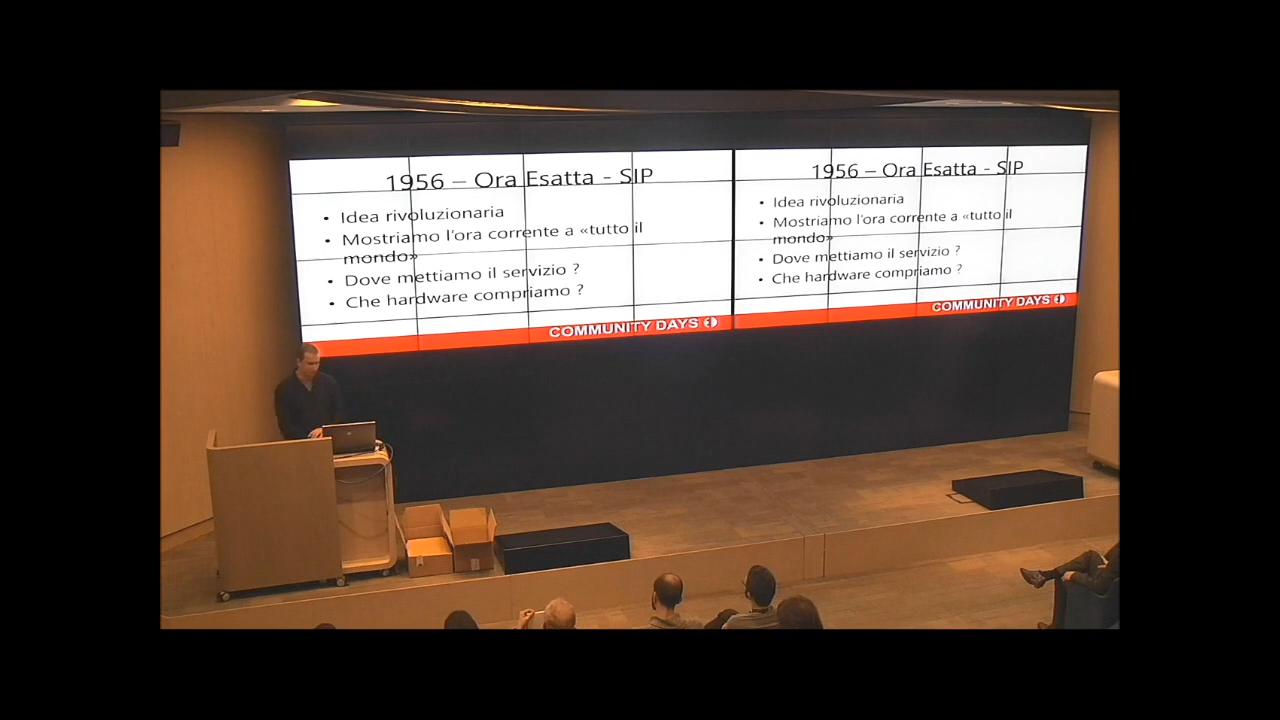 1956 – Ora Esatta - SIP
• Idea rivoluzionaria
• Mostriamo l'ora corrente a «tutto il
mondo»
• Dove mettiamo il servizio ?
• Che hardware compriamo ?
COMMUNITY DAYS
1956 – Ora Esatta - SIP
• Idea rivoluzionaria
• Mostriamo l'ora corrente a «tutto il
mondo»
• Dove mettiamo il servizio ?
• Che hardware compriamo ?
COMMUNITY DAYS